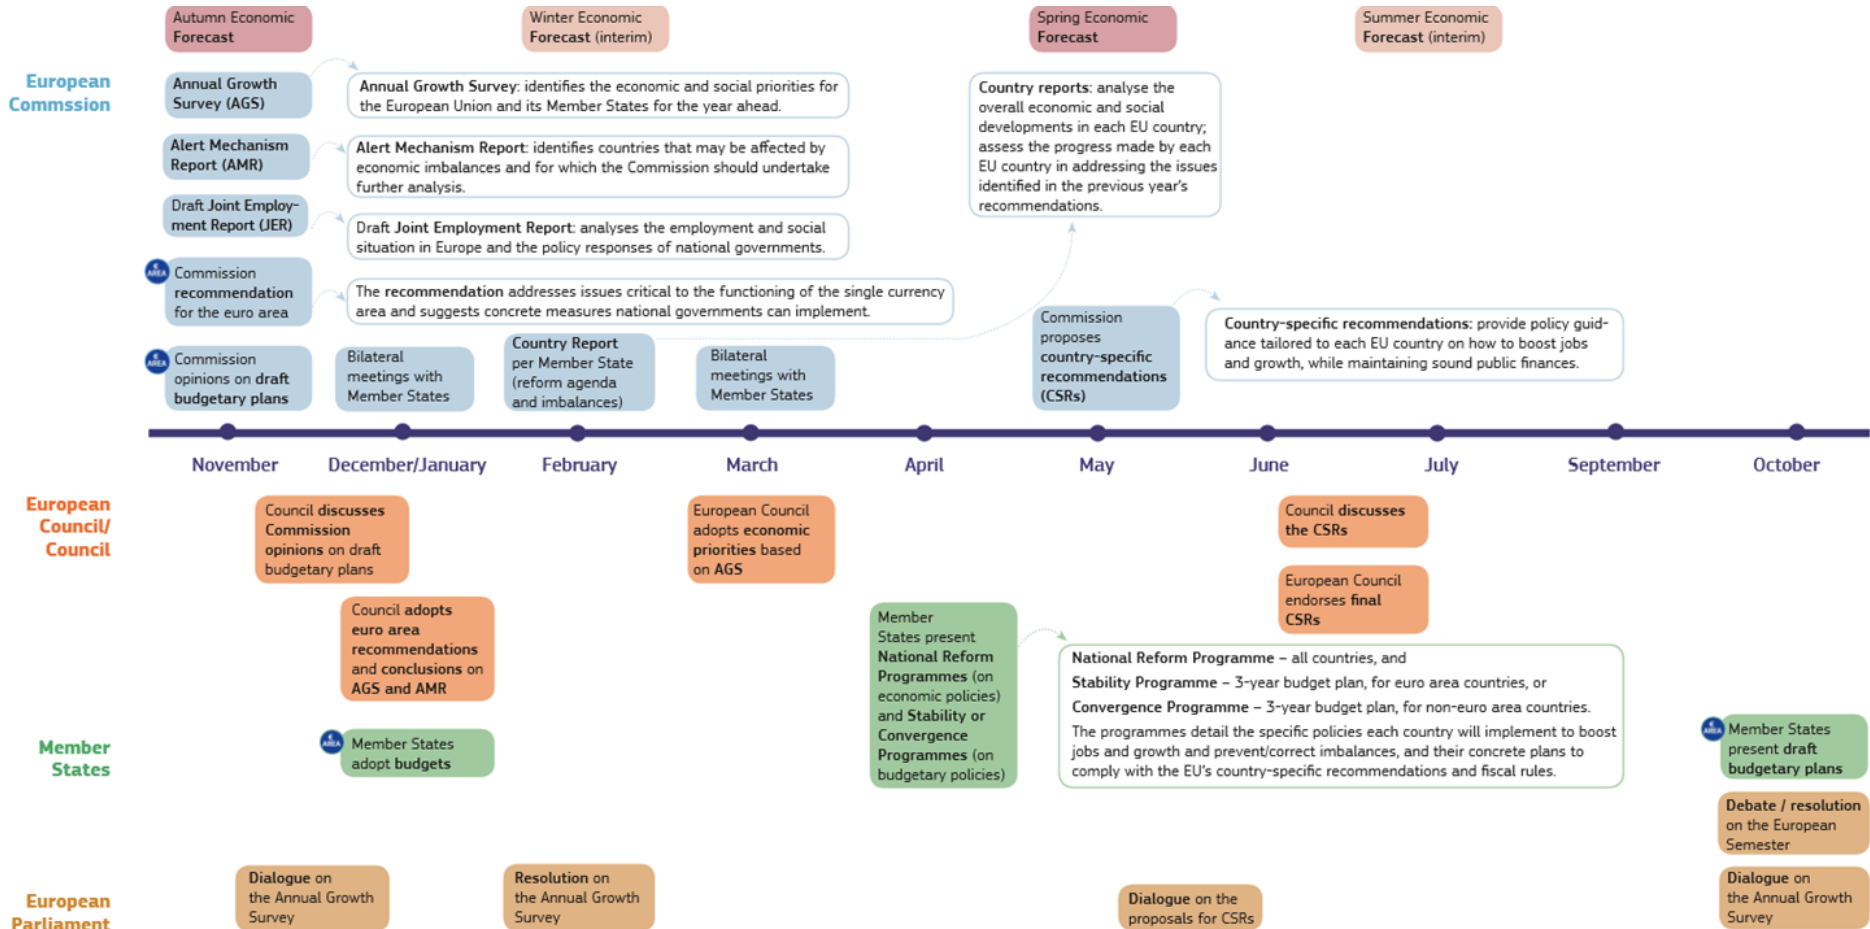 Autumn Economic
Forecast
Winter Economic
Forecast (interim)
Spring Economic
Forecast
Summer Economic
Forecast (interim)
European
Commssion
Annual Growth
Survey (AGS)
Annual Growth Survey: identifies the economic and social priorities for
the European Union and its Member States for the year ahead.
Alert Mechanism
Report (AMR)
Alert Mechanism Report: identifies countries that may be affected by
economic imbalances and for which the Commission should undertake
further analysis.
Draft Joint Employ-
ment Report (JER)
Draft Joint Employment Report: analyses the employment and social
situation in Europe and the policy responses of national governments.
€
AREA
Commission
recommendation
for the euro area
The recommendation addresses issues critical to the functioning of the single currency
area and suggests concrete measures national governments can implement.
Country reports: analyse the
overall economic and social
developments in each EU country;
assess the progress made by each
EU country in addressing the issues
identified in the previous year's
recommendations.
€
AREA
Commission
opinions on draft
budgetary plans
Bilateral
meetings with
Member States
Country Report
per Member State
(reform agenda
and imbalances)
Bilateral
meetings with
Member States
Commission
proposes
country-specific
recommendations
(CSRs)
Country-specific recommendations: provide policy guid-
ance tailored to each EU country on how to boost jobs
and growth, while maintaining sound public finances.
November
December/January
February
March
April
May
June
July
September
October
European
Council/
Council
Council discusses
Commission
opinions on draft
budgetary plans
European Council
adopts economic
priorities based
on AGS
Council discusses
the CSRs
European Council
endorses final
CSRs
Council adopts
euro area
recommendations
and conclusions on
AGS and AMR
Member
States
€
AREA
Member States
adopt budgets
Member
States present
National Reform
Programmes (on
economic policies)
and Stability or
Convergence
Programmes (on
budgetary policies)
National Reform Programme – all countries, and
Stability Programme – 3-year budget plan, for euro area countries, or
Convergence Programme – 3-year budget plan, for non-euro area countries.
The programmes detail the specific policies each country will implement to boost
jobs and growth and prevent/correct imbalances, and their concrete plans to
comply with the EU's country-specific recommendations and fiscal rules.
€
AREA
Member States
present draft
budgetary plans
Debate / resolution
on the European
Semester
European
Parliament
Dialogue on
the Annual Growth
Survey
Resolution on
the Annual Growth
Survey
Dialogue on the
proposals for CSRs
Dialogue on
the Annual Growth
Survey